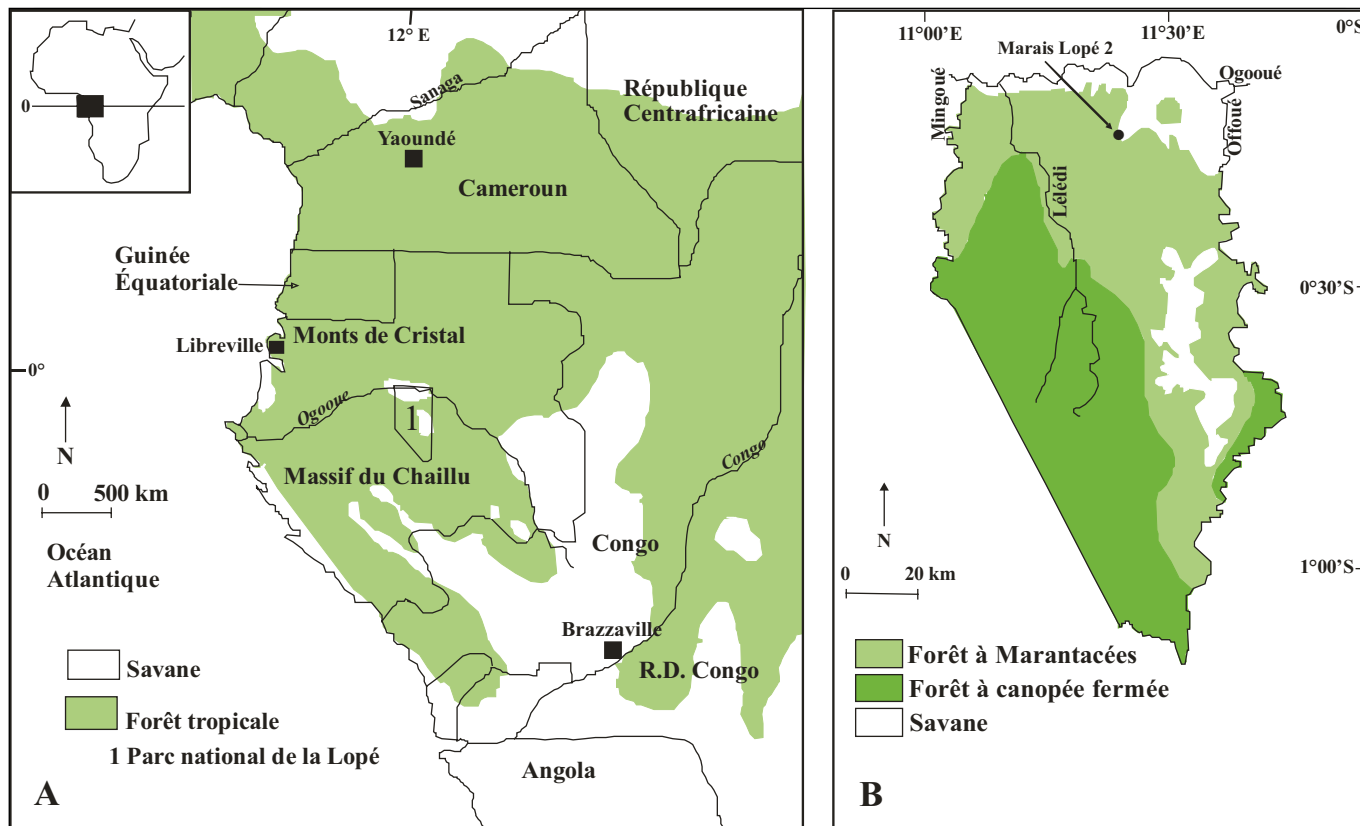 0
12° E
Sanaga
Yaoundé
République
Centrafricaine
Cameroun
Guinée
Équatoriale
Monts de Cristal
Libreville
0°
Ogooue
1
N
Massif du Chaillu
Congo
0 500 km
Congo
Océan
Atlantique
Brazzaville
R.D. Congo
Savane
Forêt tropicale
1 Parc national de la Lopé
Angola
A
11°00’E
11°30’E
0°S
Marais Lopé 2
Ogooué
Mingoué
Offoué
Lélédi
0°30’S
N
1°00’S
0 20 km
Forêt à Marantacées
Forêt à canopée fermée
Savane
B